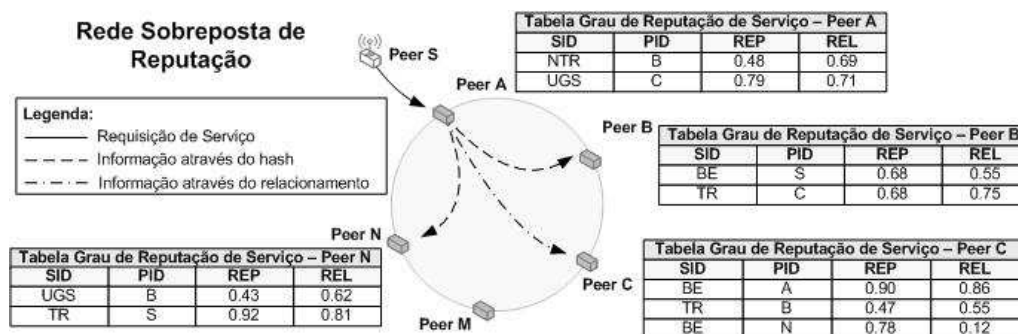 Rede Sobreposta de
Reputação
Legenda:
Requisição de Serviço
Informação através do hash
Informação através do relacionamento
Peer S
Peer A
Peer B
Peer C
Peer M
Peer N
Tabela Grau de Reputação de Serviço – Peer A
SID PID REP REL
NTR B 0.48 0.69
UGS C 0.79 0.71
Tabela Grau de Reputação de Serviço – Peer B
SID PID REP REL
BE S 0.68 0.55
TR C 0.68 0.75
Tabela Grau de Reputação de Serviço – Peer N
SID PID REP REL
UGS B 0.43 0.62
TR S 0.92 0.81
Tabela Grau de Reputação de Serviço – Peer C
SID PID REP REL
BE A 0.90 0.86
TR B 0.47 0.55
BE N 0.78 0.12